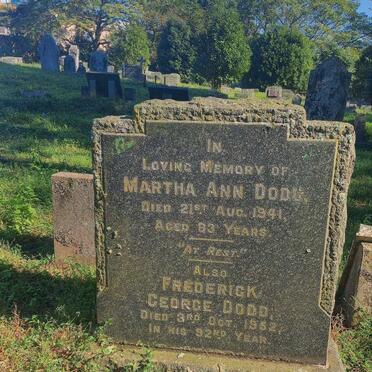 IN
LOVING MEMORY OF
MARTHA ANN DODD,
DIED 21ST AUG. 1941,
AGED 83 YEARS
"AT REST."
ALSO
FREDERICK
GEORGE DODD,
DIED 3RD OCT. 1952,
IN HIS 92ND YEAR.